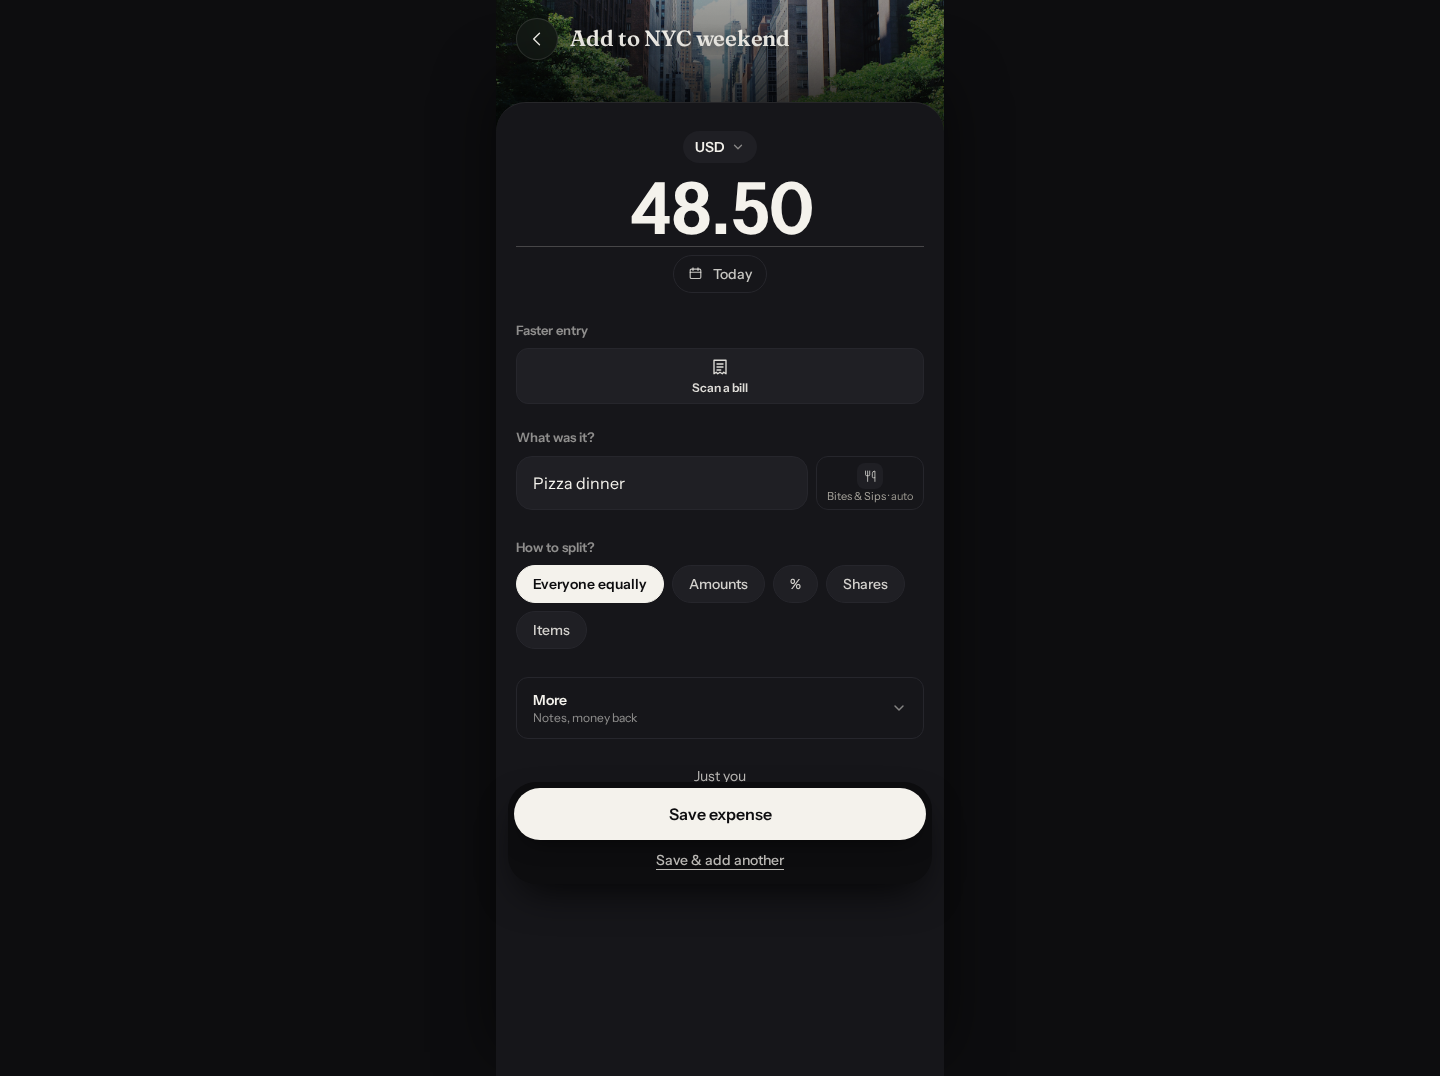 Add to NYC weekend
USD
48.50
Today
Faster entry
Scan a bill
What was it?
Pizza dinner
Bites & Sips · auto
How to split?
Everyone equally
Amounts
%
Shares
Items
More
Notes, money back
Just you
Save expense
Save & add another